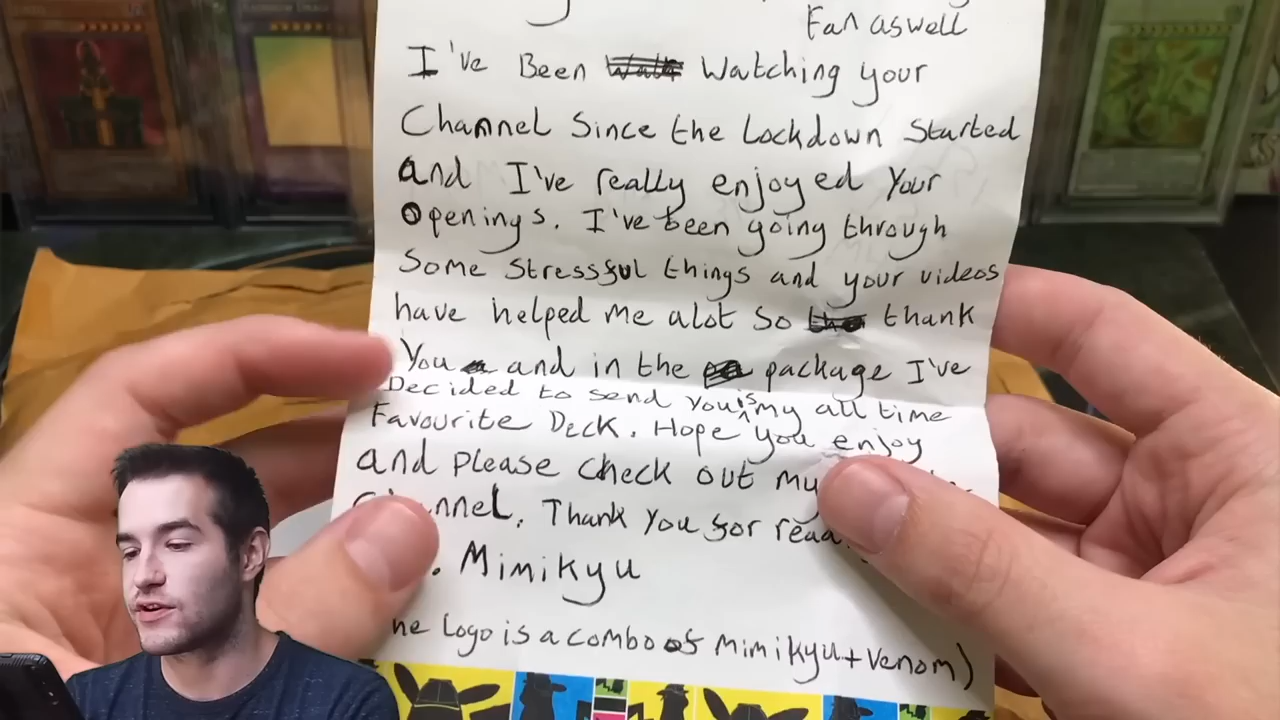 Fan aswell
I've Been Watching your
Channel Since the Lockdown Started
and I've really enjoyed Your
Openings. I've been going through
Some Stressful things and your videos
have helped me alot So thank
You and in the package I've
Decided to send you is my all time
Favourite Deck. Hope you enjoy
and please check out my
Thank You for
. Mimikyu
Logo is a combo of Mimikyu+Venom)